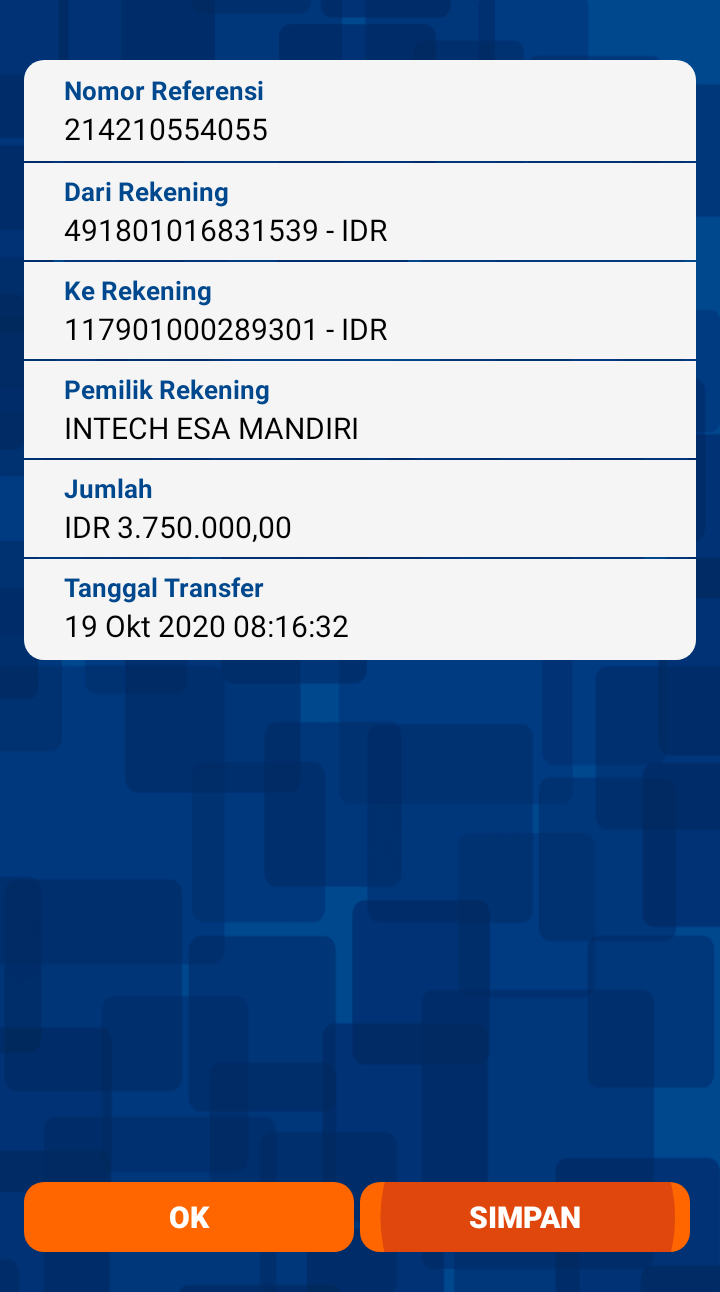 Nomor Referensi
214210554055
Dari Rekening
491801016831539 - IDR
Ke Rekening
117901000289301 - IDR
Pemilik Rekening
INTECH ESA MANDIRI
Jumlah
IDR 3.750.000,00
Tanggal Transfer
19 Okt 2020 08:16:32
OK
SIMPAN